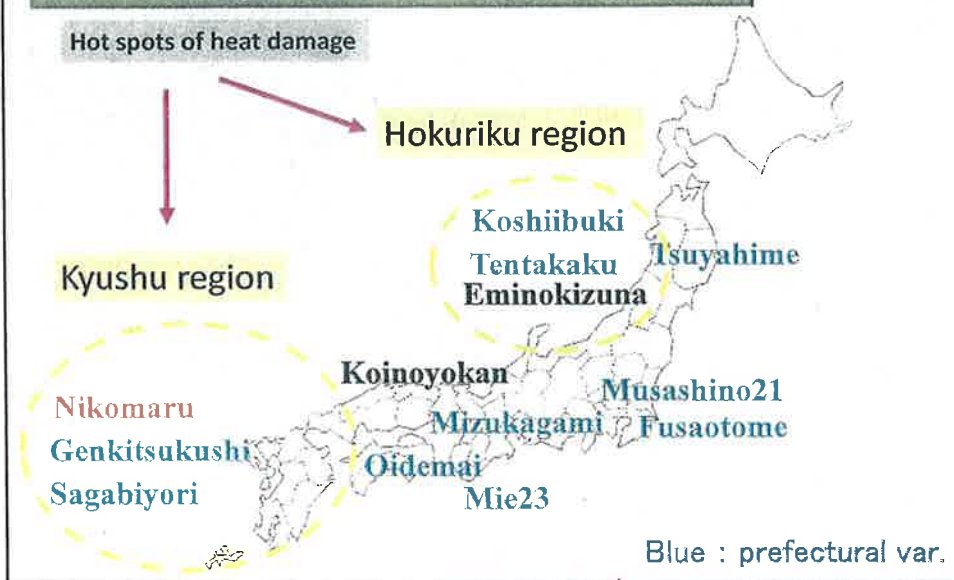 Hot spots of heat damage
Hokuriku region
Koshiibuki
Tentakaku
Eminokizuna
Tsuyahime
Kyushu region
Nikomaru
Genkitsukushi
Sagabiyori
Koinoyokan
Mizukagami
Oidemai
Mie23
Musashino21
Fusaotome
Blue : prefectural var.